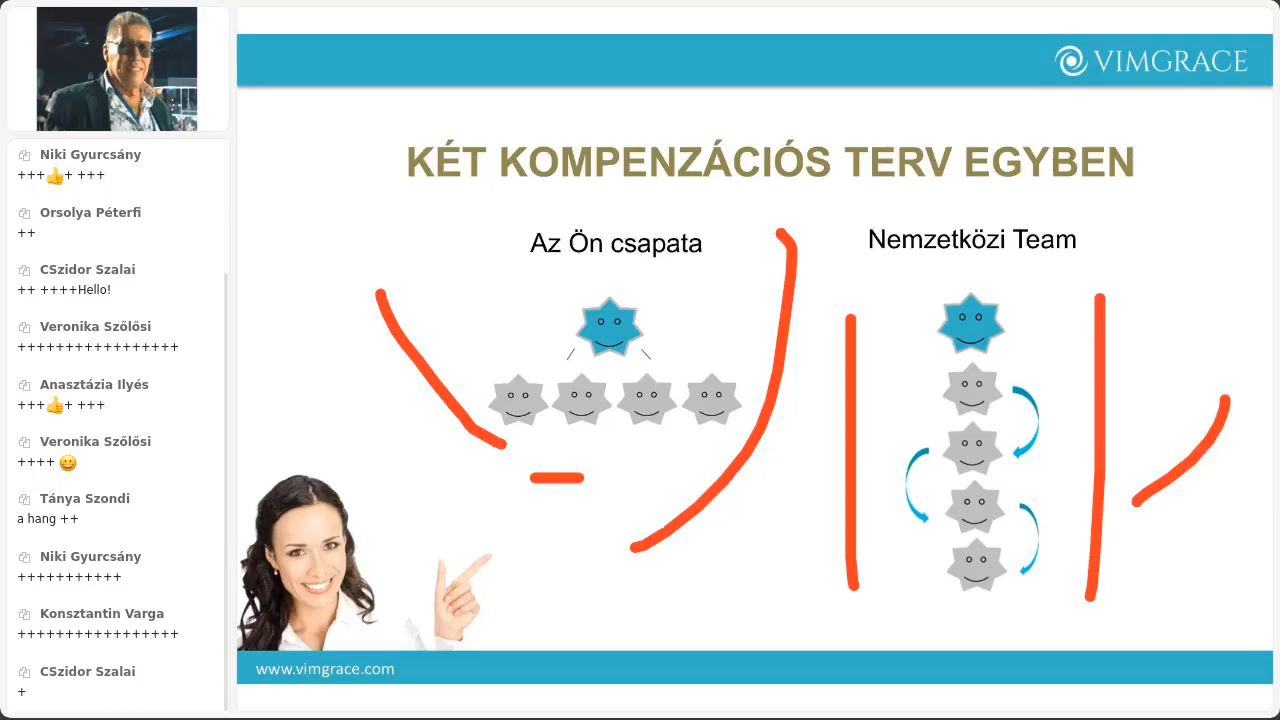 Niki Gyurcsány
+++👍+ +++
Orsolya Péterfi
++
CSzidor Szalai
++ ++++Hello!
Veronika Szőlősi
+++++++++++++++++
Anasztázia Ilyés
+++👍+ +++
Veronika Szőlősi
++++ 😀
Tánya Szondi
a hang ++
Niki Gyurcsány
+++++++++++
Konsztantin Varga
+++++++++++++++++
CSzidor Szalai
+
VIMGRACE
KÉT KOMPENZÁCIÓS TERV EGYBEN
Az Ön csapata
Nemzetközi Team
www.vimgrace.com